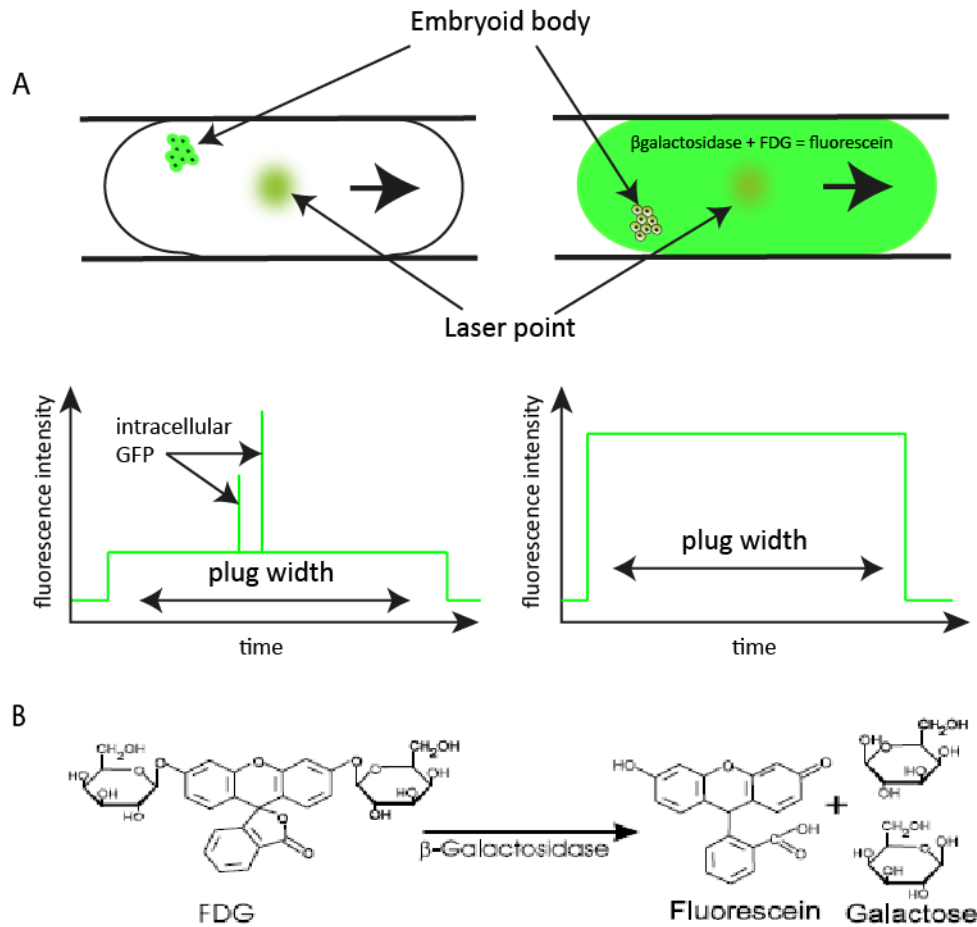 Embryoid body
A
βgalactosidase + FDG = fluorescein
Laser point
fluorescence intensity
intracellular
GFP
plug width
time
fluorescence intensity
plug width
time
B
CH₂OH
O
OH
HO
OH
HO
O
O
O
O
O
CH₂OH
O
OH
OH
HO
FDG
β-Galactosidase
HO
O
O
C
OH
O
Fluorescein
+
CH₂OH
OH
O
OH
HO
HO
CH₂OH
HO
O
OH
OH
HO
Galactose